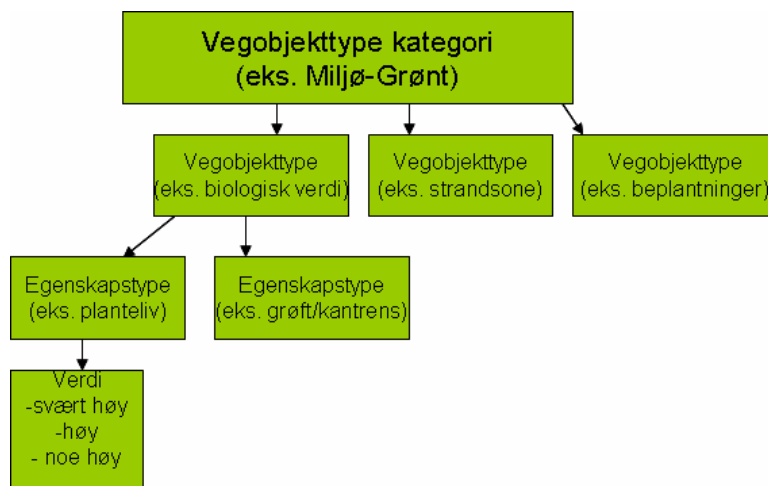 Vegobjekttype kategori
(eks. Miljø-Grønt)
Vegobjekttype
(eks. biologisk verdi)
Vegobjekttype
(eks. strandsone)
Vegobjekttype
(eks. beplantninger)
Egenskapstype
(eks. planteliv)
Egenskapstype
(eks. grøft/kantrens)
Verdi
-svært høy
-høy
- noe høy